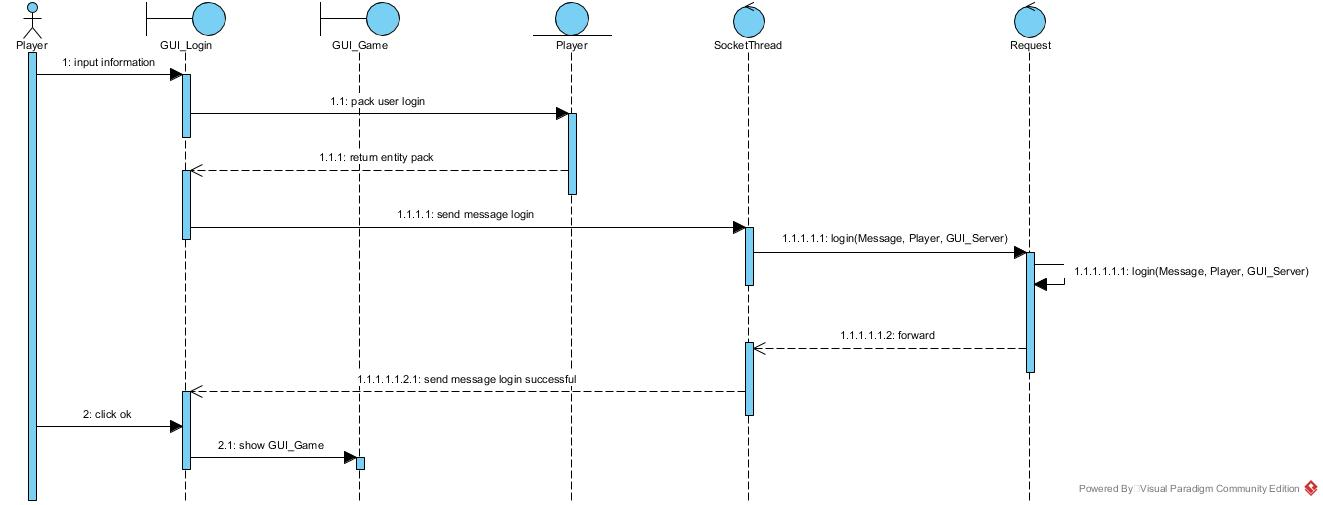 Player
GUI_Login
GUI_Game
Player
SocketThread
Request
1: input information
1.1: pack user login
1.1.1: return entity pack
1.1.1.1: send message login
1.1.1.1.1: login(Message, Player, GUI_Server)
1.1.1.1.1.1: login(Message, Player, GUI_Server)
1.1.1.1.1.2: forward
1.1.1.1.1.2.1: send message login successful
2: click ok
2.1: show GUI_Game
Powered By Visual Paradigm Community Edition